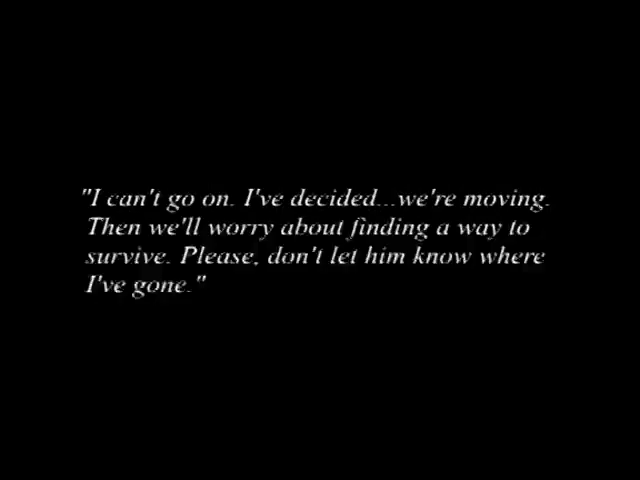 "I can't go on. I've decided...we're moving.
Then we'll worry about finding a way to
survive. Please, don't let him know where
I've gone."